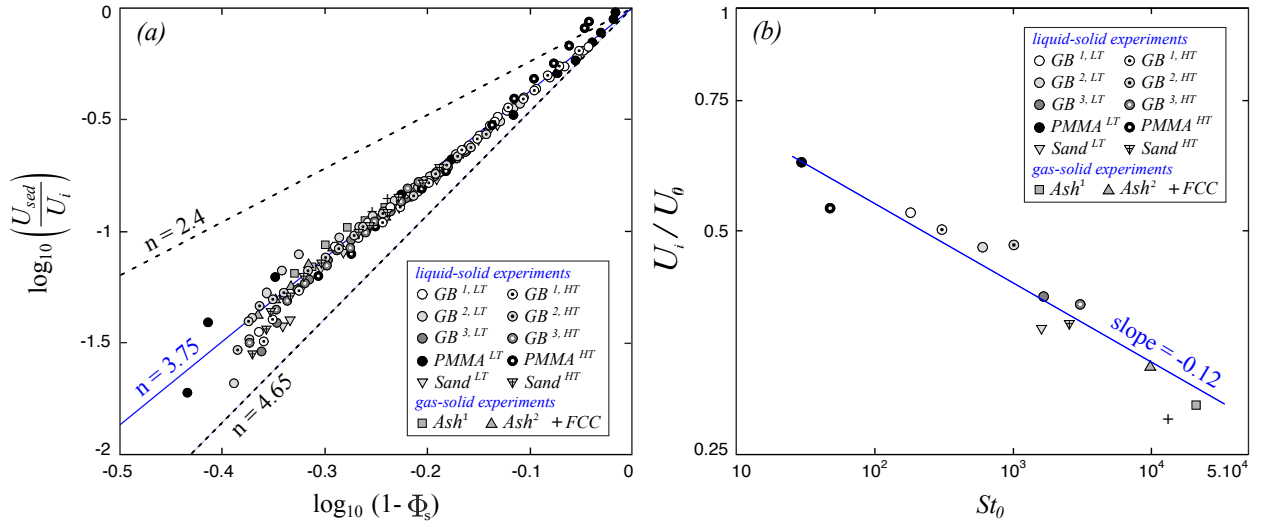 (a)
0
-0.5
-1
-1.5
-2
-0.5
-0.4
-0.3
-0.2
-0.1
0
log₁₀ (U_sed / U_i)
log₁₀ (1- Φₛ)
n = 2.4
n = 3.75
n = 4.65
liquid-solid experiments
GB ¹, ᴸᵀ GB ¹, ᴴᵀ
GB ², ᴸᵀ GB ², ᴴᵀ
GB ³, ᴸᵀ GB ³, ᴴᵀ
PMMA ᴸᵀ PMMA ᴴᵀ
Sand ᴸᵀ Sand ᴴᵀ
gas-solid experiments
Ash¹ Ash² +FCC
(b)
1
0.75
0.5
0.25
10
10²
10³
10⁴
5.10⁴
U_i / U₀
St₀
slope = -0.12
liquid-solid experiments
GB ¹, ᴸᵀ GB ¹, ᴴᵀ
GB ², ᴸᵀ GB ², ᴴᵀ
GB ³, ᴸᵀ GB ³, ᴴᵀ
PMMA ᴸᵀ PMMA ᴴᵀ
Sand ᴸᵀ Sand ᴴᵀ
gas-solid experiments
Ash¹ Ash² +FCC